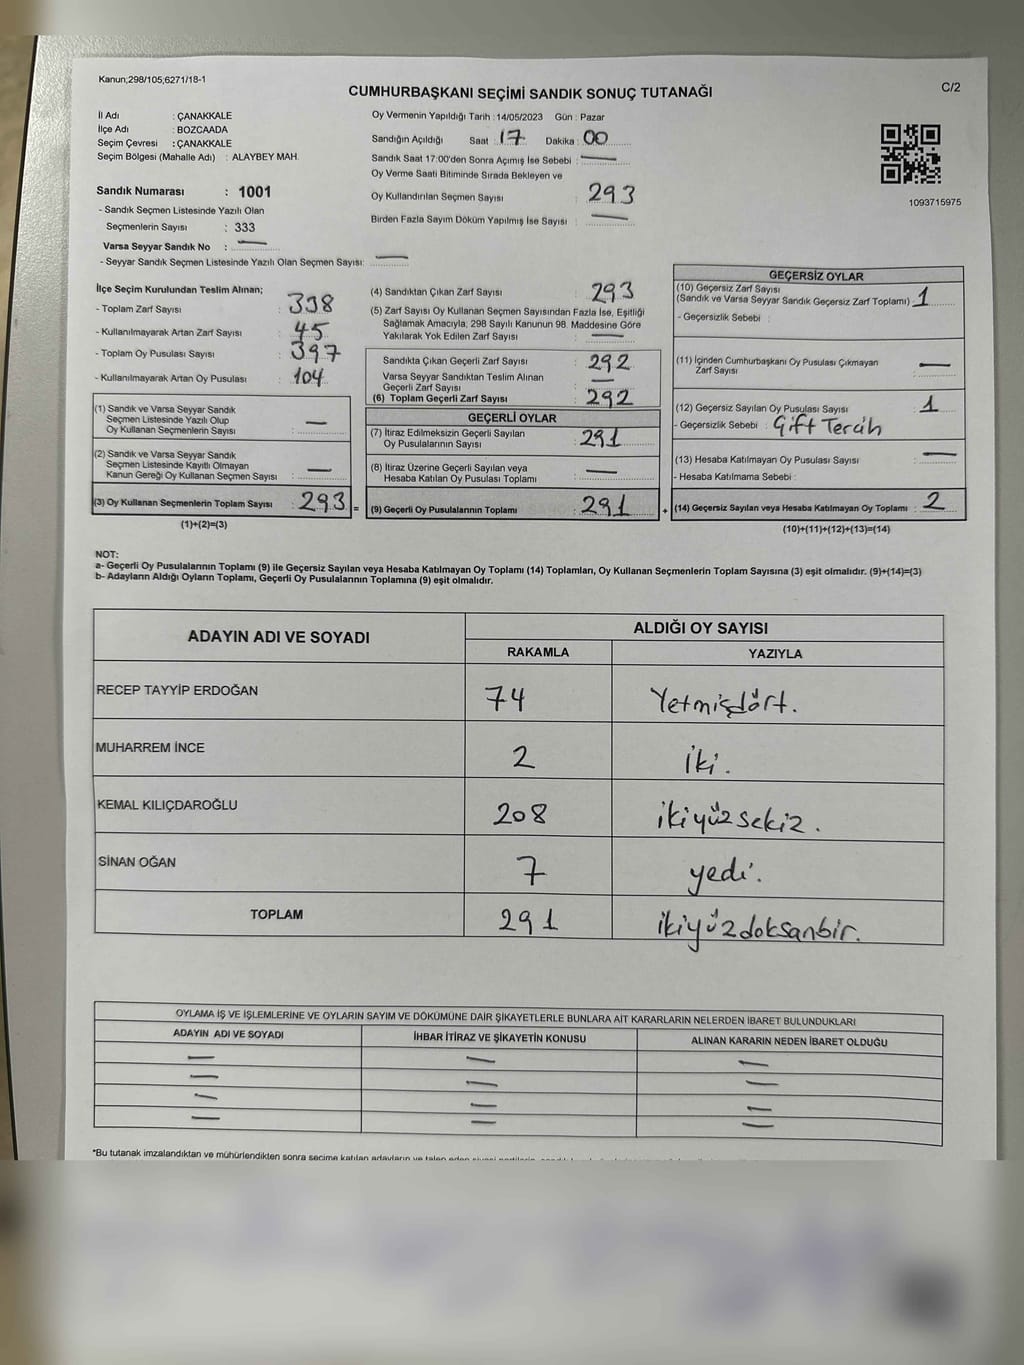 Kanun;298/105,6271/18-1
C/2
CUMHURBAŞKANI SEÇİMİ SANDIK SONUÇ TUTANAĞI
İl Adı : ÇANAKKALE
İlçe Adı : BOZCAADA
Seçim Çevresi : ÇANAKKALE
Seçim Bölgesi (Mahalle Adı) : ALAYBEY MAH.
Sandık Numarası : 1001
- Sandık Seçmen Listesinde Yazılı Olan
Seçmenlerin Sayısı : 333
Varsa Seyyar Sandık No : —
- Seyyar Sandık Seçmen Listesinde Yazılı Olan Seçmen Sayısı: —
Oy Vermenin Yapıldığı Tarih : 14/05/2023 Gün : Pazar
Sandığın Açıldığı Saat : 17 Dakika : 00
Sandık Saat 17:00'den Sonra Açımış İse Sebebi : —
Oy Verme Saati Bitiminde Sırada Bekleyen ve
Oy Kullandırılan Seçmen Sayısı : 293
Birden Fazla Sayım Döküm Yapılmış İse Sayısı : —
1093715975
İlçe Seçim Kurulundan Teslim Alınan;
- Toplam Zarf Sayısı : 338
- Kullanılmayarak Artan Zarf Sayısı : 45
- Toplam Oy Pusulası Sayısı : 397
- Kullanılmayarak Artan Oy Pusulası : 104
(1) Sandık ve Varsa Seyyar Sandık
Seçmen Listesinde Yazılı Olup
Oy Kullanan Seçmenlerin Sayısı : —
(2) Sandık ve Varsa Seyyar Sandık
Seçmen Listesinde Kayıtlı Olmayan
Kanun Gereği Oy Kullanan Seçmen Sayısı : —
(3) Oy Kullanan Seçmenlerin Toplam Sayısı : 293 =
(1)+(2)=(3)
(4) Sandıktan Çıkan Zarf Sayısı : 293
(5) Zarf Sayısı Oy Kullanan Seçmen Sayısından Fazla İse, Eşitliği
Sağlamak Amacıyla, 298 Sayılı Kanunun 98. Maddesine Göre
Yakılarak Yok Edilen Zarf Sayısı : —
Sandıkta Çıkan Geçerli Zarf Sayısı : 292
Varsa Seyyar Sandıktan Teslim Alınan
Geçerli Zarf Sayısı : —
(6) Toplam Geçerli Zarf Sayısı : 292
GEÇERLİ OYLAR
(7) İtiraz Edilmeksizin Geçerli Sayılan
Oy Pusulalarının Sayısı : 291
(8) İtiraz Üzerine Geçerli Sayılan veya
Hesaba Katılan Oy Pusulası Toplamı : —
(9) Geçerli Oy Pusulalarının Toplamı : 291 +
GEÇERSİZ OYLAR
(10) Geçersiz Zarf Sayısı
(Sandık ve Varsa Seyyar Sandık Geçersiz Zarf Toplamı) : 1
- Geçersizlik Sebebi :
(11) İçinden Cumhurbaşkanı Oy Pusulası Çıkmayan
Zarf Sayısı : —
(12) Geçersiz Sayılan Oy Pusulası Sayısı : 1
- Geçersizlik Sebebi : Çift Tercih
(13) Hesaba Katılmayan Oy Pusulası Sayısı : —
- Hesaba Katılmama Sebebi :
(14) Geçersiz Sayılan veya Hesaba Katılmayan Oy Toplamı : 2
(10)+(11)+(12)+(13)=(14)
NOT:
a- Geçerli Oy Pusulalarının Toplamı (9) ile Geçersiz Sayılan veya Hesaba Katılmayan Oy Toplamı (14) Toplamları, Oy Kullanan Seçmenlerin Toplam Sayısına (3) eşit olmalıdır. (9)+(14)=(3)
b- Adayların Aldığı Oyların Toplamı, Geçerli Oy Pusulalarının Toplamına (9) eşit olmalıdır.
ADAYIN ADI VE SOYADI
ALDIĞI OY SAYISI
RAKAMLA YAZIYLA
RECEP TAYYİP ERDOĞAN 74 Yetmişdört.
MUHARREM İNCE 2 iki.
KEMAL KILIÇDAROĞLU 208 ikiyüzsekiz.
SİNAN OĞAN 7 yedi.
TOPLAM 291 ikiyüzdoksanbir.
OYLAMA İŞ VE İŞLEMLERİNE VE OYLARIN SAYIM VE DÖKÜMÜNE DAİR ŞİKAYETLERLE BUNLARA AİT KARARLARIN NELERDEN İBARET BULUNDUKLARI
ADAYIN ADI VE SOYADI İHBAR İTİRAZ VE ŞİKAYETİN KONUSU ALINAN KARARIN NEDEN İBARET OLDUĞU
— — —
— — —
— — —
— — —
*Bu tutanak imzalandıktan ve mühürlendikten sonra seçime katılan adayların ve talep eden siyasi partilerin